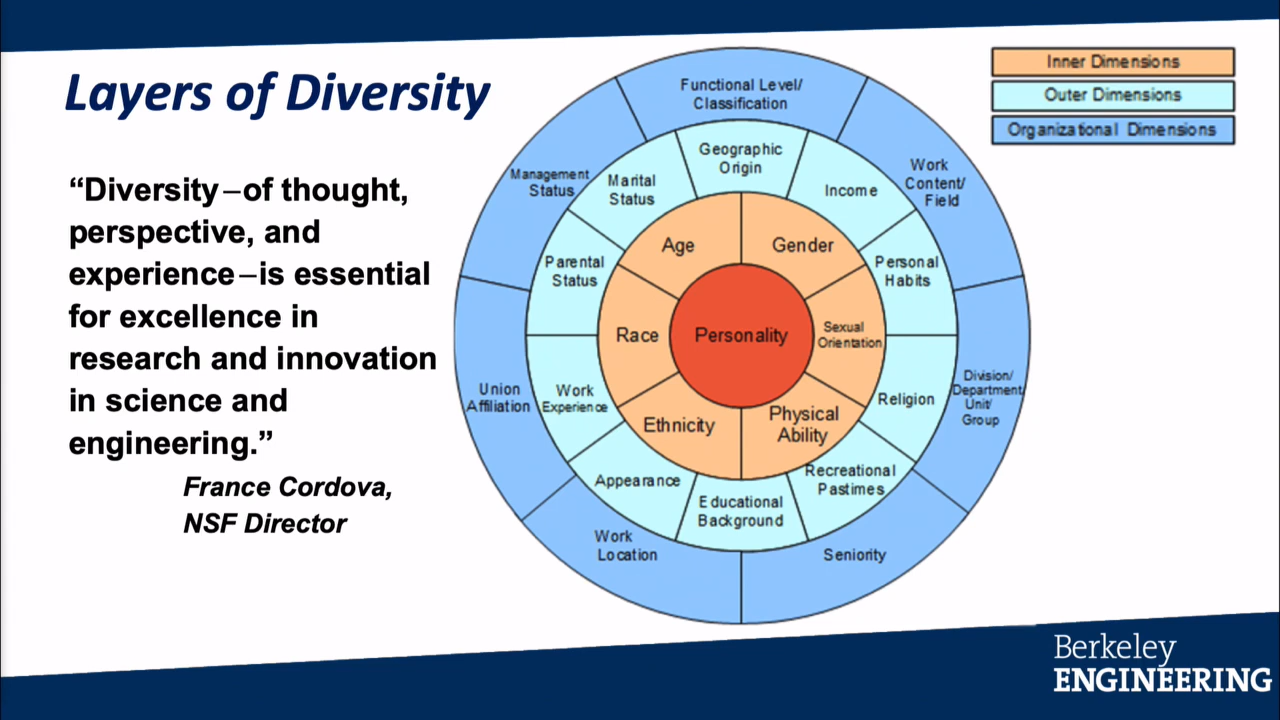 Layers of Diversity
“Diversity–of thought,
perspective, and
experience–is essential
for excellence in
research and innovation
in science and
engineering.”
France Cordova,
NSF Director
Functional Level/
Classification
Work
Content/
Field
Division/
Department
Unit/
Group
Seniority
Work
Location
Union
Affiliation
Management
Status
Geographic
Origin
Income
Personal
Habits
Religion
Recreational
Pastimes
Educational
Background
Appearance
Work
Experience
Parental
Status
Marital
Status
Age
Gender
Sexual
Orientation
Physical
Ability
Ethnicity
Race
Personality
Inner Dimensions
Outer Dimensions
Organizational Dimensions
Berkeley
ENGINEERING